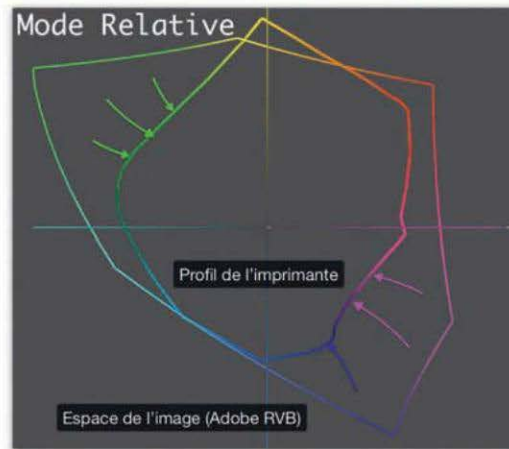 Mode Relative
Profil de l'imprimante
Espace de l'image (Adobe RVB)